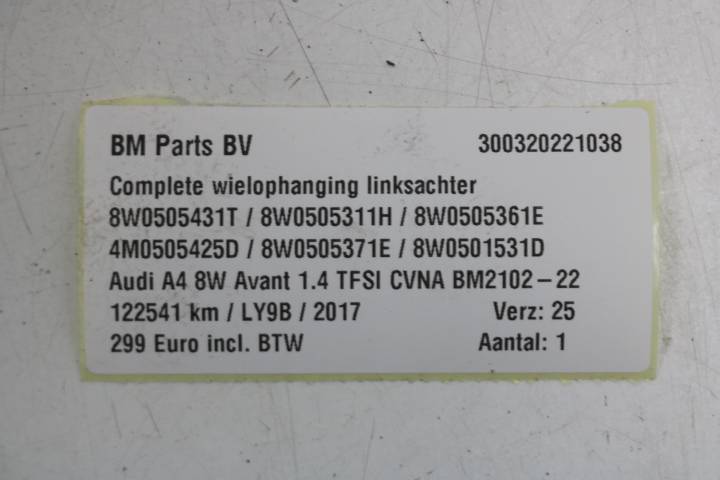 BM Parts BV 300320221038
Complete wielophanging linksachter
8W0505431T / 8W0505311H / 8W0505361E
4M0505425D / 8W0505371E / 8W0501531D
Audi A4 8W Avant 1.4 TFSI CVNA BM2102-22
122541 km / LY9B / 2017 Verz: 25
299 Euro incl. BTW Aantal: 1